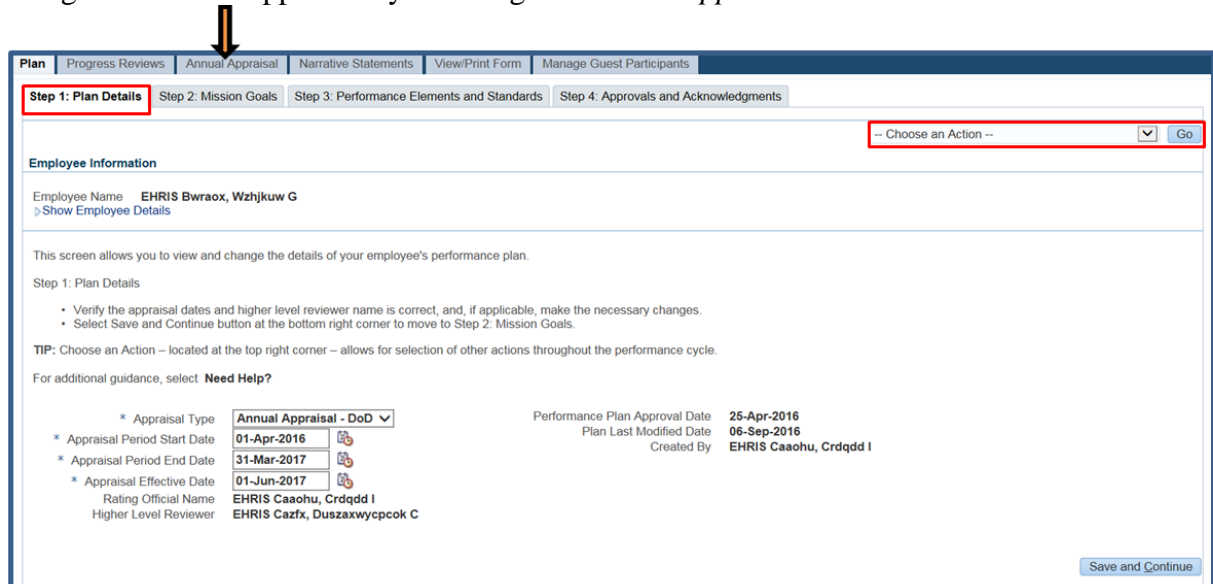 Plan Progress Reviews Annual Appraisal Narrative Statements View/Print Form Manage Guest Participants
Step 1: Plan Details Step 2: Mission Goals Step 3: Performance Elements and Standards Step 4: Approvals and Acknowledgments
-- Choose an Action -- Go
Employee Information
Employee Name EHRIS Bwraox, Wzhjkuw G
Show Employee Details
This screen allows you to view and change the details of your employee's performance plan.
Step 1: Plan Details
• Verify the appraisal dates and higher level reviewer name is correct, and, if applicable, make the necessary changes.
• Select Save and Continue button at the bottom right corner to move to Step 2: Mission Goals.
TIP: Choose an Action – located at the top right corner – allows for selection of other actions throughout the performance cycle.
For additional guidance, select Need Help?
* Appraisal Type Annual Appraisal - DoD
* Appraisal Period Start Date 01-Apr-2016
* Appraisal Period End Date 31-Mar-2017
* Appraisal Effective Date 01-Jun-2017
Rating Official Name EHRIS Caaohu, Crdqdd I
Higher Level Reviewer EHRIS Cazfx, Duszaxwycpcok C
Performance Plan Approval Date 25-Apr-2016
Plan Last Modified Date 06-Sep-2016
Created By EHRIS Caaohu, Crdqdd I
Save and Continue